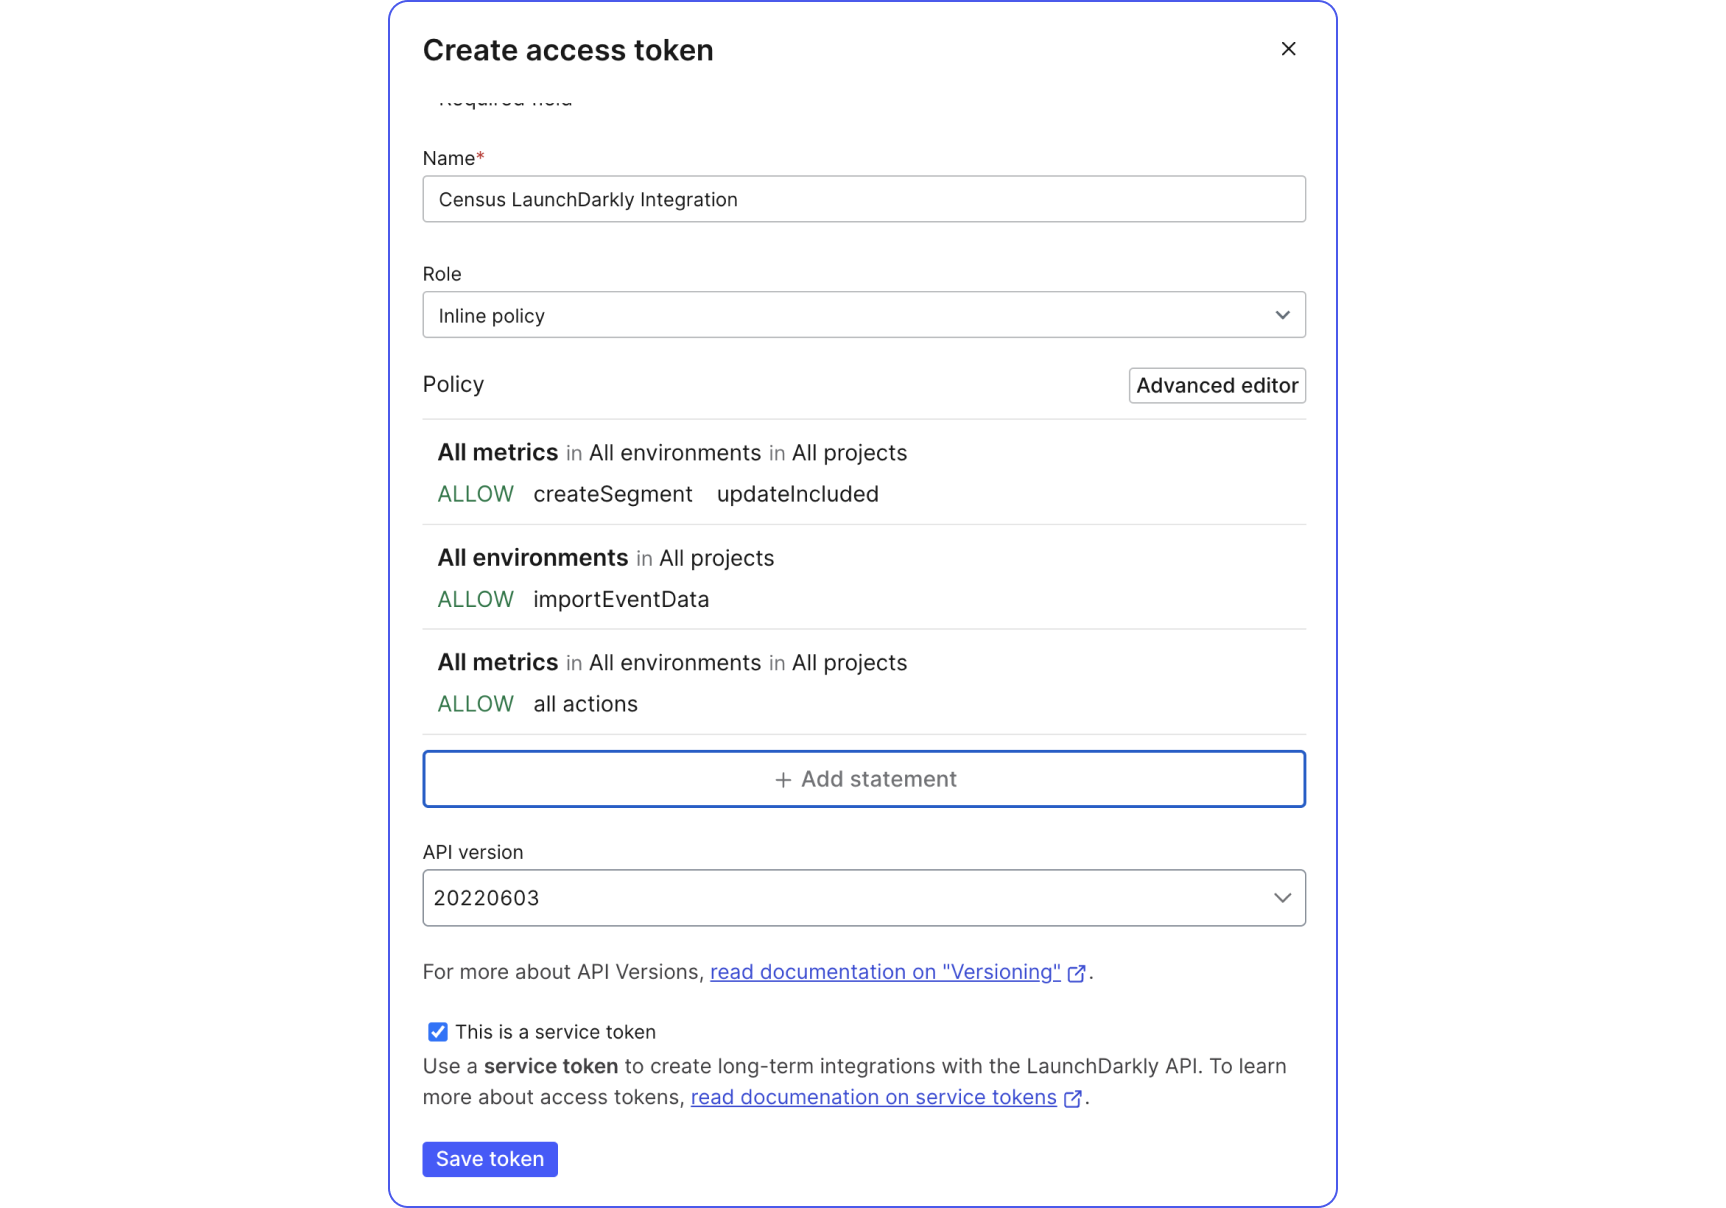 Create access token
Required field
Name*
Census LaunchDarkly Integration
Role
Inline policy
Policy
Advanced editor
All metrics in All environments in All projects
ALLOW createSegment updateIncluded
All environments in All projects
ALLOW importEventData
All metrics in All environments in All projects
ALLOW all actions
+ Add statement
API version
20220603
For more about API Versions, read documentation on "Versioning" .
This is a service token
Use a service token to create long-term integrations with the LaunchDarkly API. To learn
more about access tokens, read documenation on service tokens .
Save token